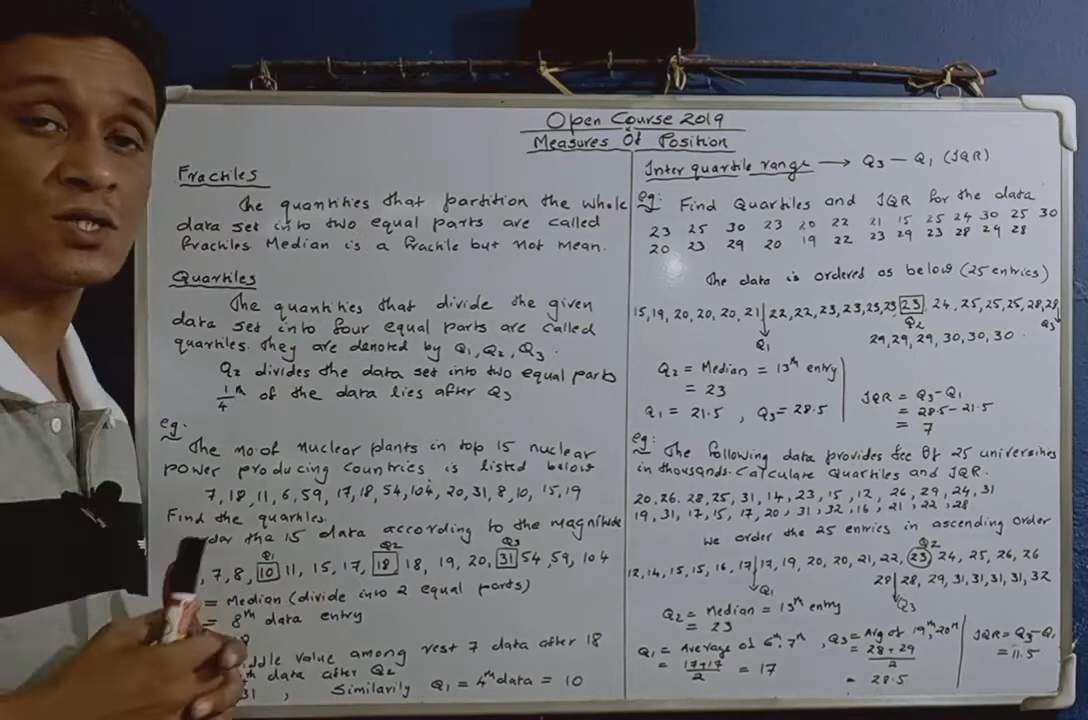 Open Course 2019
Measures Of Position
Fractiles
The quantities that partition the whole
data set into two equal parts are called
fractiles Median is a fractile but not mean.
Quartiles
The quantities that divide the given
data set into four equal parts are called
quartiles. They are denoted by Q1, Q2, Q3.
Q2 divides the data set into two equal parts
1/4 th of the data lies after Q3
eg:
The no of nuclear plants in top 15 nuclear
power producing countries is listed below
7, 18, 11, 6, 59, 17, 18, 54, 104, 20, 31, 8, 10, 15, 19
Find the quartiles.
the 15 data according to the magnitude
Q1 Q2 Q3
, 7, 8, 10 11, 15, 17, 18 18, 19, 20, 31 54, 59, 104
= Median (divide into 2 equal parts)
= 8th data entry
value among rest 7 data after 18
data after Q2
31 , Similarily Q1 = 4th data = 10
Inter quartile range → Q3 – Q1 (IQR)
eg: Find Quartiles and IQR for the data
23 25 30 23 20 22 21 15 25 24 30 25 30
20 23 29 20 19 22 23 29 23 28 29 28
The data is ordered as below (25 entries)
15, 19, 20, 20, 20, 21 22, 22, 23, 23, 23, 23 23, 24, 25, 25, 25, 28, 28,
Q1 Q2 Q3
29, 29, 29, 30, 30, 30
Q2 = Median = 13th entry
= 23
Q1 = 21.5 , Q3 = 28.5
IQR = Q3-Q1
= 28.5 - 21.5
= 7
eg: The following data provides fee Of 25 universities
in thousands. Calculate Quartiles and IQR.
20, 26, 28, 25, 31, 14, 23, 15, 12, 26, 29, 24, 31
19, 31, 17, 15, 17, 20, 31, 32, 16, 21, 22, 28
We order the 25 entries in ascending order
Q2
12, 14, 15, 15, 16, 17 17, 19, 20, 20, 21, 22, 23 24, 25, 26, 26
Q1
28 28, 29, 31, 31, 31, 31, 32
Q3
Q2 = Median = 13th entry
= 23
Q1 = Average of 6th, 7th
= 17+17/2 = 17
Q3 = Avg of 19th, 20th
= 28+29/2
= 28.5
IQR = Q3-Q1
= 11.5